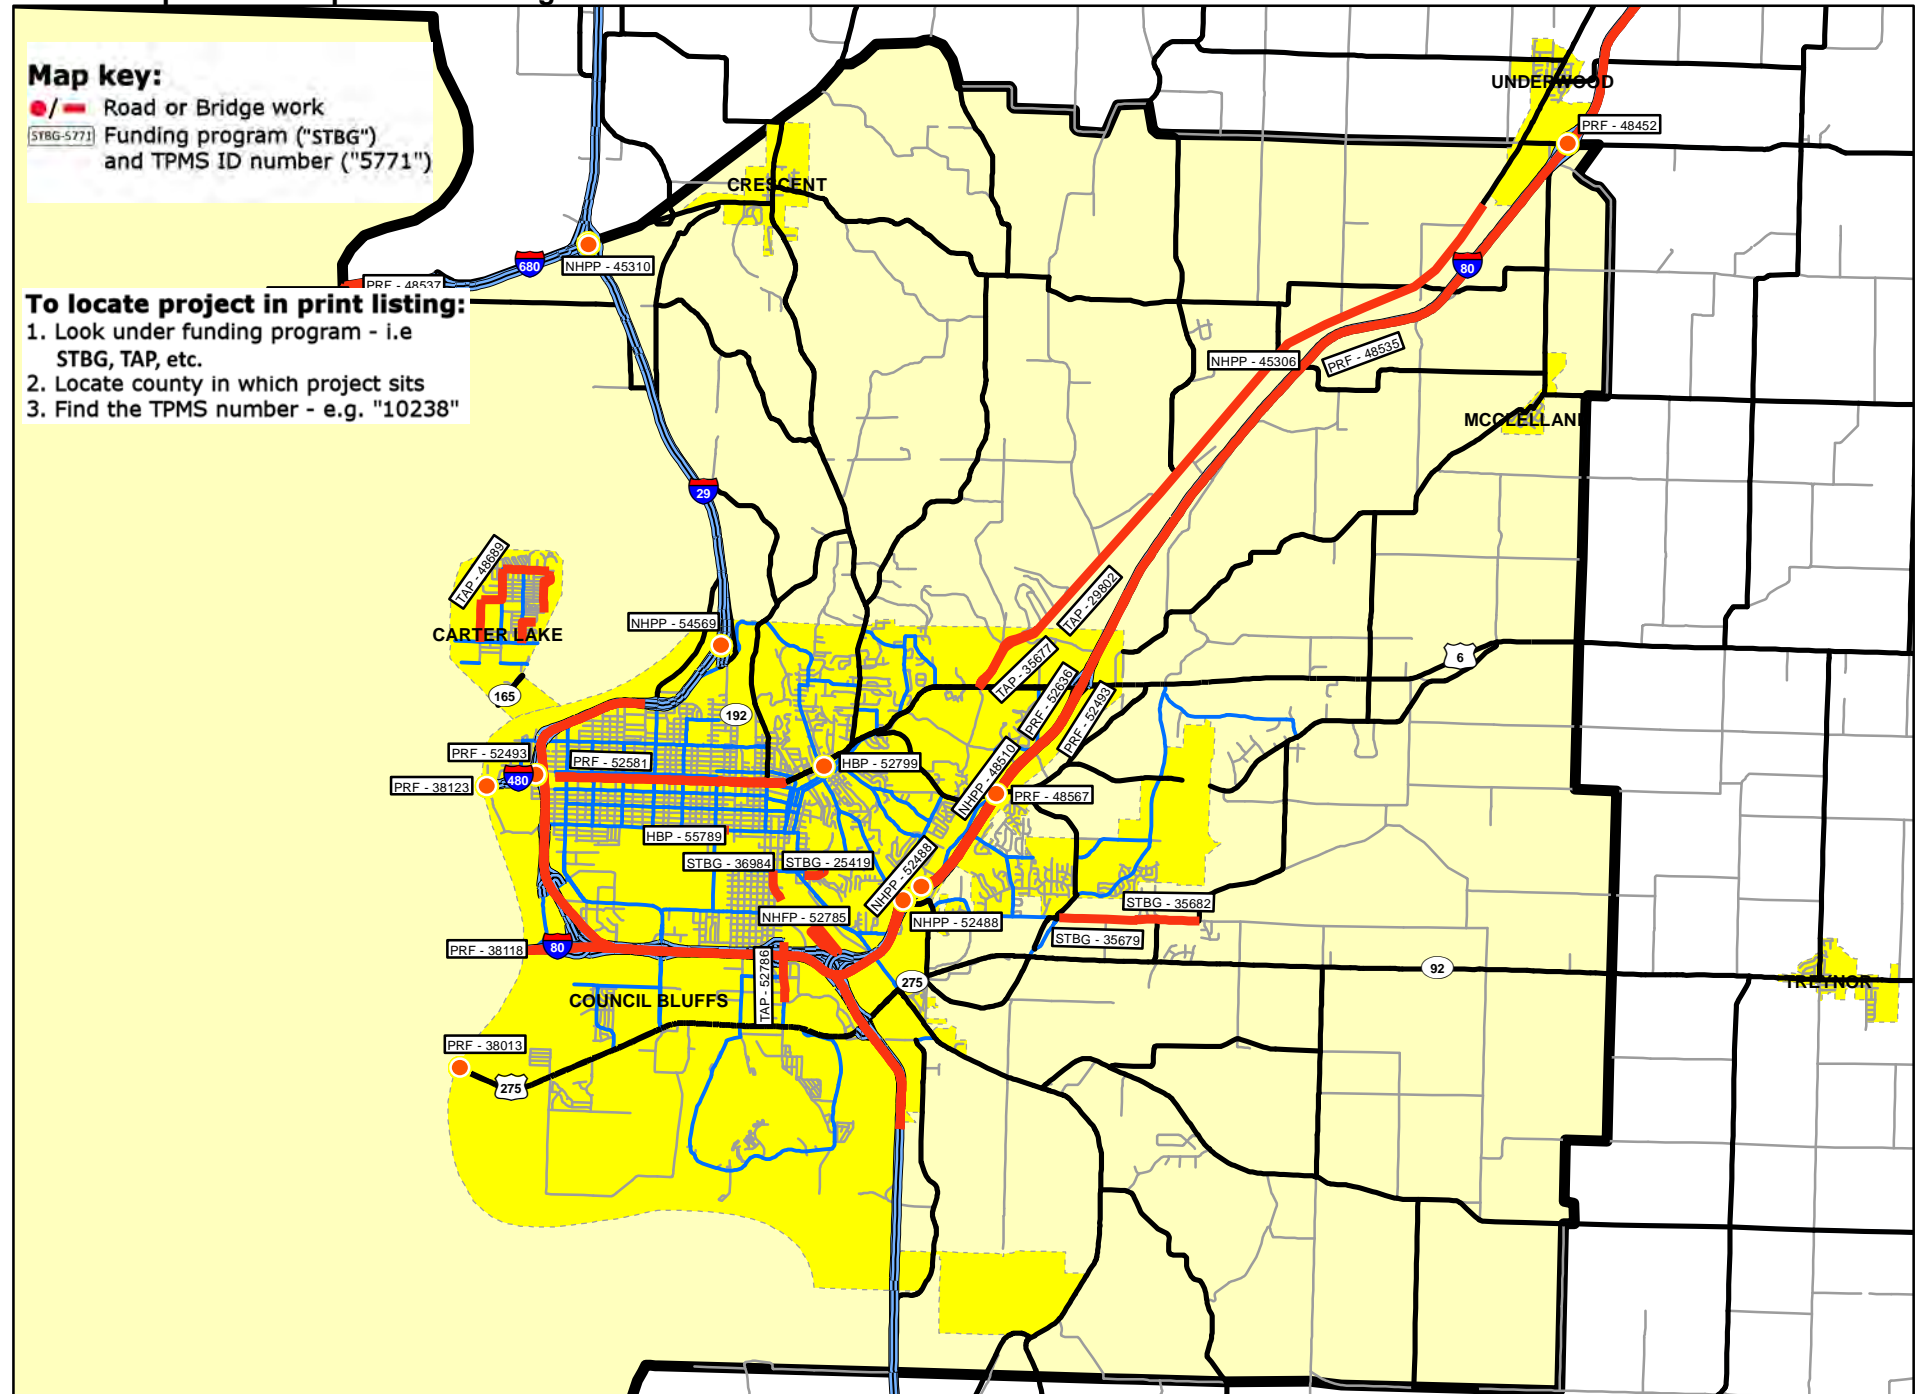 Map key:
/ Road or Bridge work
STBG-5771 Funding program ("STBG")
and TPMS ID number ("5771")
UNDERWOOD
PRF - 48452
CRESCENT
680
NHPP - 45310
80
PRF - 48537
To locate project in print listing:
1. Look under funding program - i.e
STBG, TAP, etc.
2. Locate county in which project sits
3. Find the TPMS number - e.g. "10238"
NHPP - 45306
PRF - 48535
MCCLELLAND
29
TAP - 48689
TAP - 29802
NHPP - 54569
CARTER LAKE
6
TAP - 35677
165
PRF - 52636
192
PRF - 52493
PRF - 52493
PRF - 52581
HBP - 52799
480
PRF - 38123
NHPP - 48510
PRF - 48567
HBP - 55789
STBG - 36984
STBG - 25419
NHPP - 52488
STBG - 35682
NHFP - 52785
NHPP - 52488
STBG - 35679
PRF - 38118
80
92
TAP - 52786
275
TREYNOR
COUNCIL BLUFFS
PRF - 38013
275